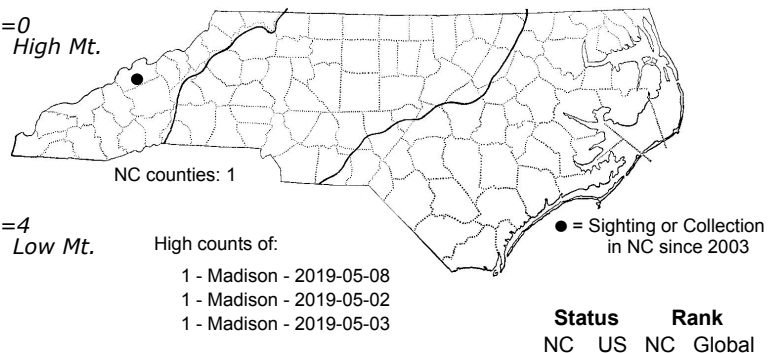 =0
High Mt.
NC counties: 1
=4
Low Mt.
High counts of:
1 - Madison - 2019-05-08
1 - Madison - 2019-05-02
1 - Madison - 2019-05-03
● = Sighting or Collection
in NC since 2003
Status Rank
NC US NC Global